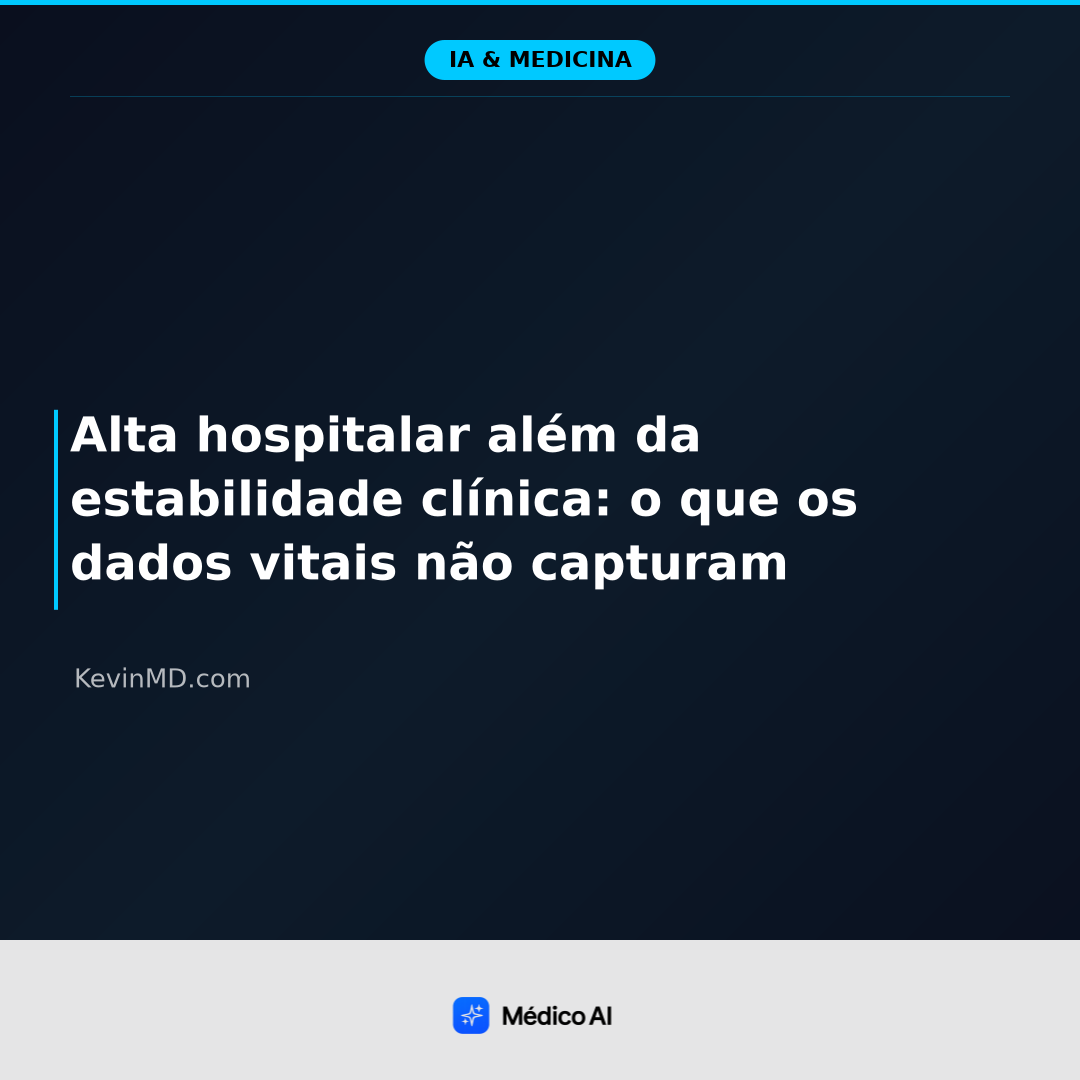 IA & MEDICINA
Alta hospitalar além da
estabilidade clínica: o que os
dados vitais não capturam
KevinMD.com
Médico AI